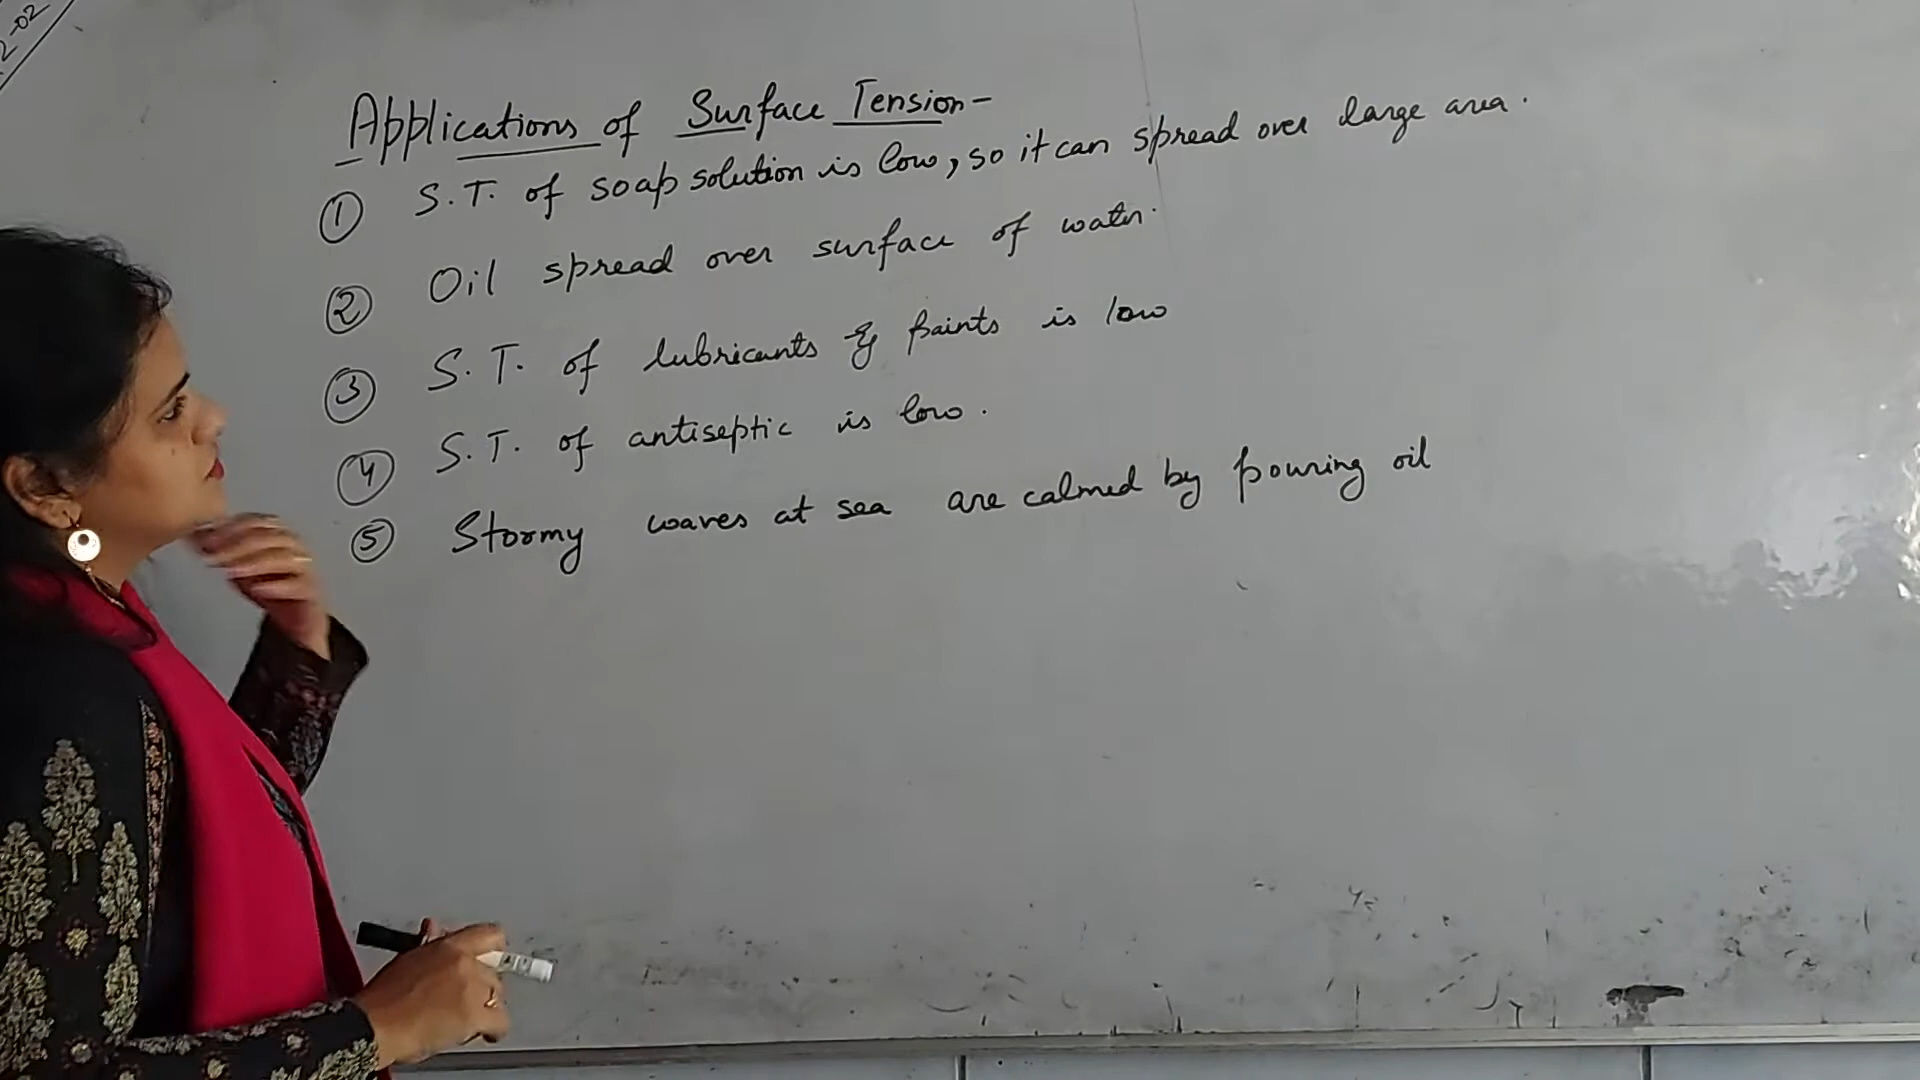 2-02
Applications of Surface Tension-
① S.T. of soap solution is low, so it can spread over large area.
② Oil spread over surface of water.
③ S.T. of lubricants & paints is low
④ S.T. of antiseptic is low.
⑤ Stormy waves at sea are calmed by pouring oil